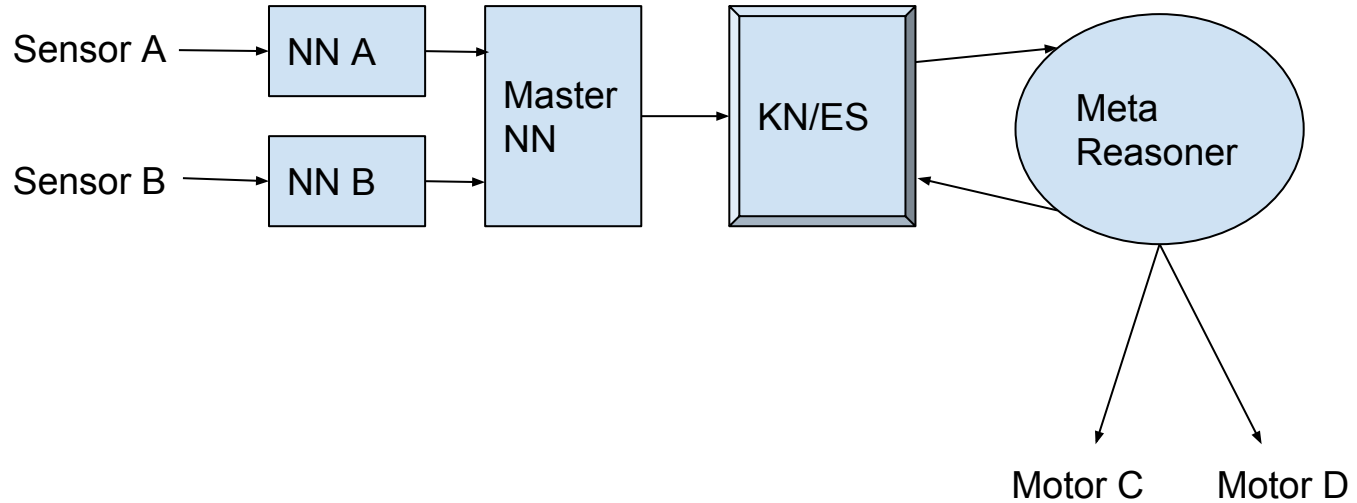 Sensor A
NN A
Master
NN
KN/ES
Meta
Reasoner
Sensor B
NN B
Motor C
Motor D